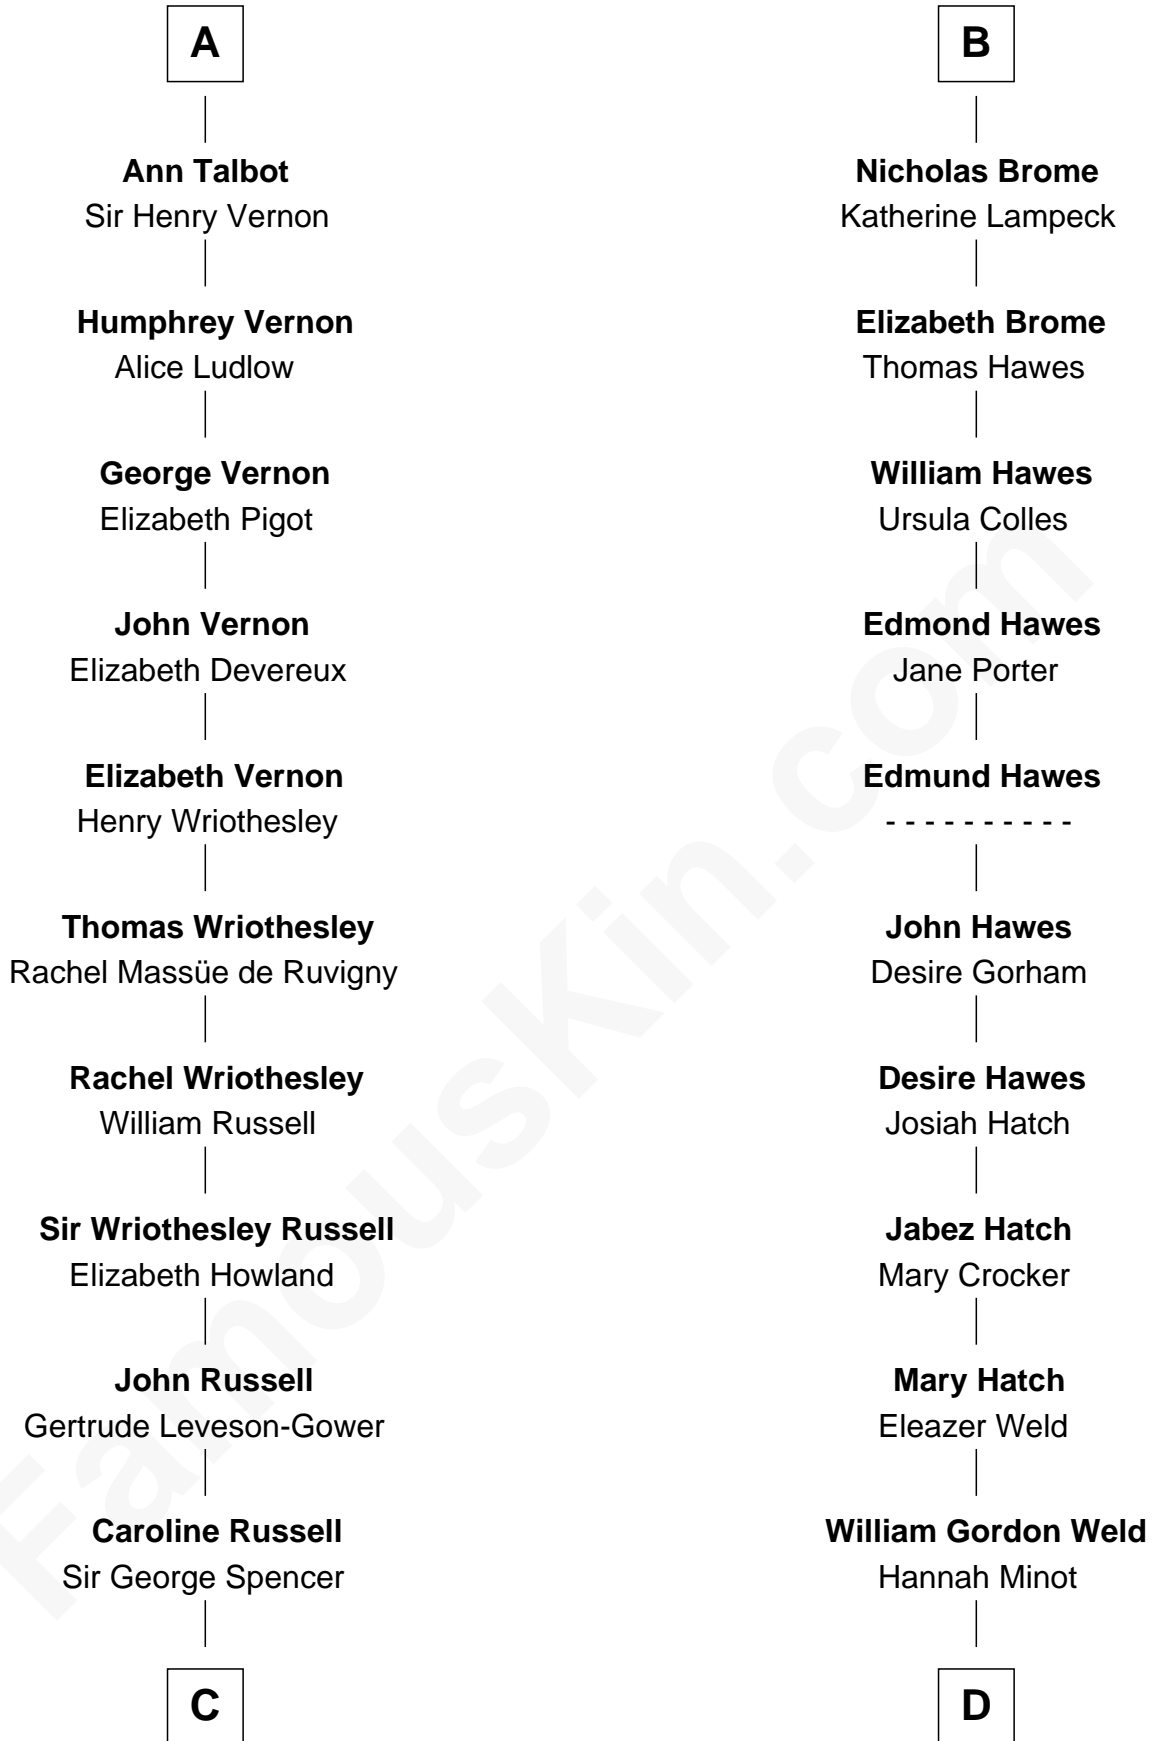 A
Ann Talbot
Sir Henry Vernon
Humphrey Vernon
Alice Ludlow
George Vernon
Elizabeth Pigot
John Vernon
Elizabeth Devereux
Elizabeth Vernon
Henry Wriothesley
Thomas Wriothesley
Rachel Massüe de Ruvigny
Rachel Wriothesley
William Russell
Sir Wriothesley Russell
Elizabeth Howland
John Russell
Gertrude Leveson-Gower
Caroline Russell
Sir George Spencer
C
B
Nicholas Brome
Katherine Lampeck
Elizabeth Brome
Thomas Hawes
William Hawes
Ursula Colles
Edmond Hawes
Jane Porter
Edmund Hawes
- - - - - - - - - -
John Hawes
Desire Gorham
Desire Hawes
Josiah Hatch
Jabez Hatch
Mary Crocker
Mary Hatch
Eleazer Weld
William Gordon Weld
Hannah Minot
D
FamousKin.com